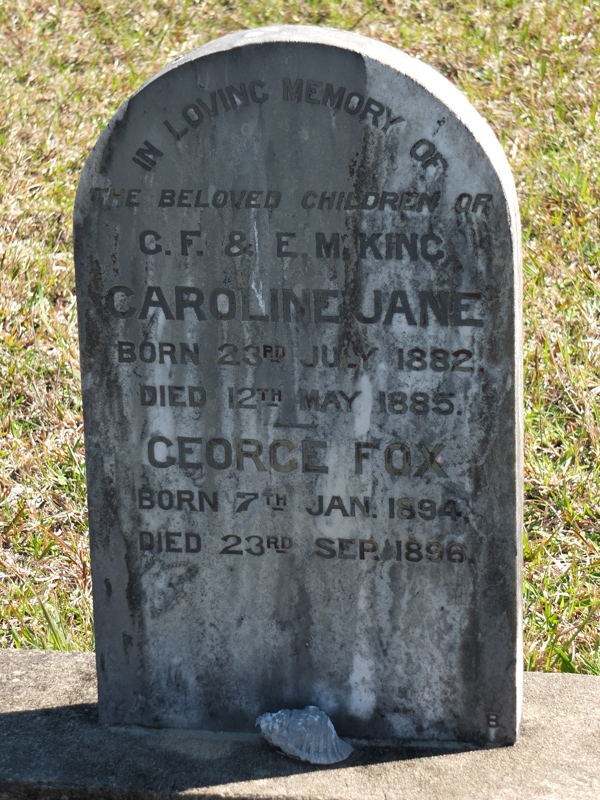 IN LOVING MEMORY OF
THE BELOVED CHILDREN OF
G. F. & E. M. KING.
CAROLINE JANE
BORN 23RD JULY 1882.
DIED 12TH MAY 1885.
GEORGE FOX
BORN 7TH JAN. 1894.
DIED 23RD SEP. 1896.
B